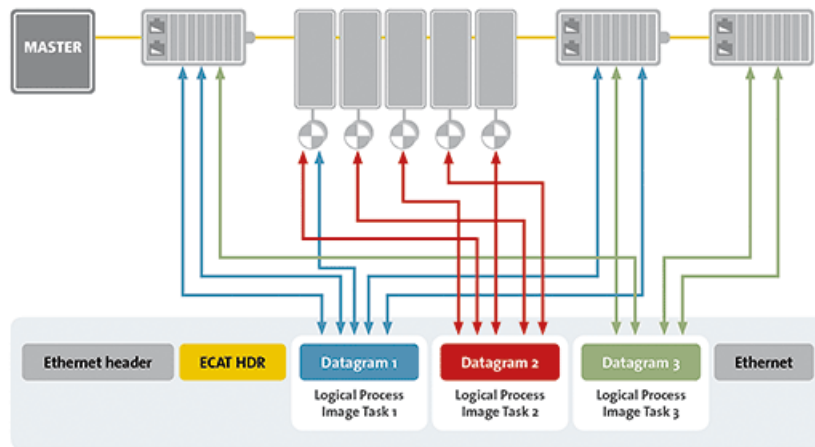 MASTER
Ethernet header
ECAT HDR
Datagram 1
Datagram 2
Datagram 3
Ethernet
Logical Process
Image Task 1
Logical Process
Image Task 2
Logical Process
Image Task 3